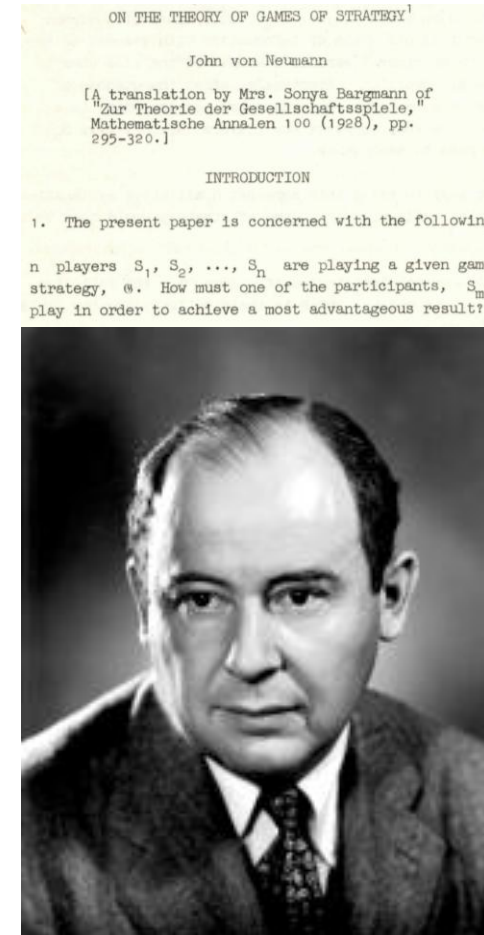 ON THE THEORY OF GAMES OF STRATEGY¹
John von Neumann
[A translation by Mrs. Sonya Bargmann of
"Zur Theorie der Gesellschaftsspiele,"
Mathematische Annalen 100 (1928), pp.
295-320.]
INTRODUCTION
1. The present paper is concerned with the followin
n players S₁, S₂, ..., Sₙ are playing a given gam
strategy, 𝔊. How must one of the participants, Sₘ
play in order to achieve a most advantageous result?